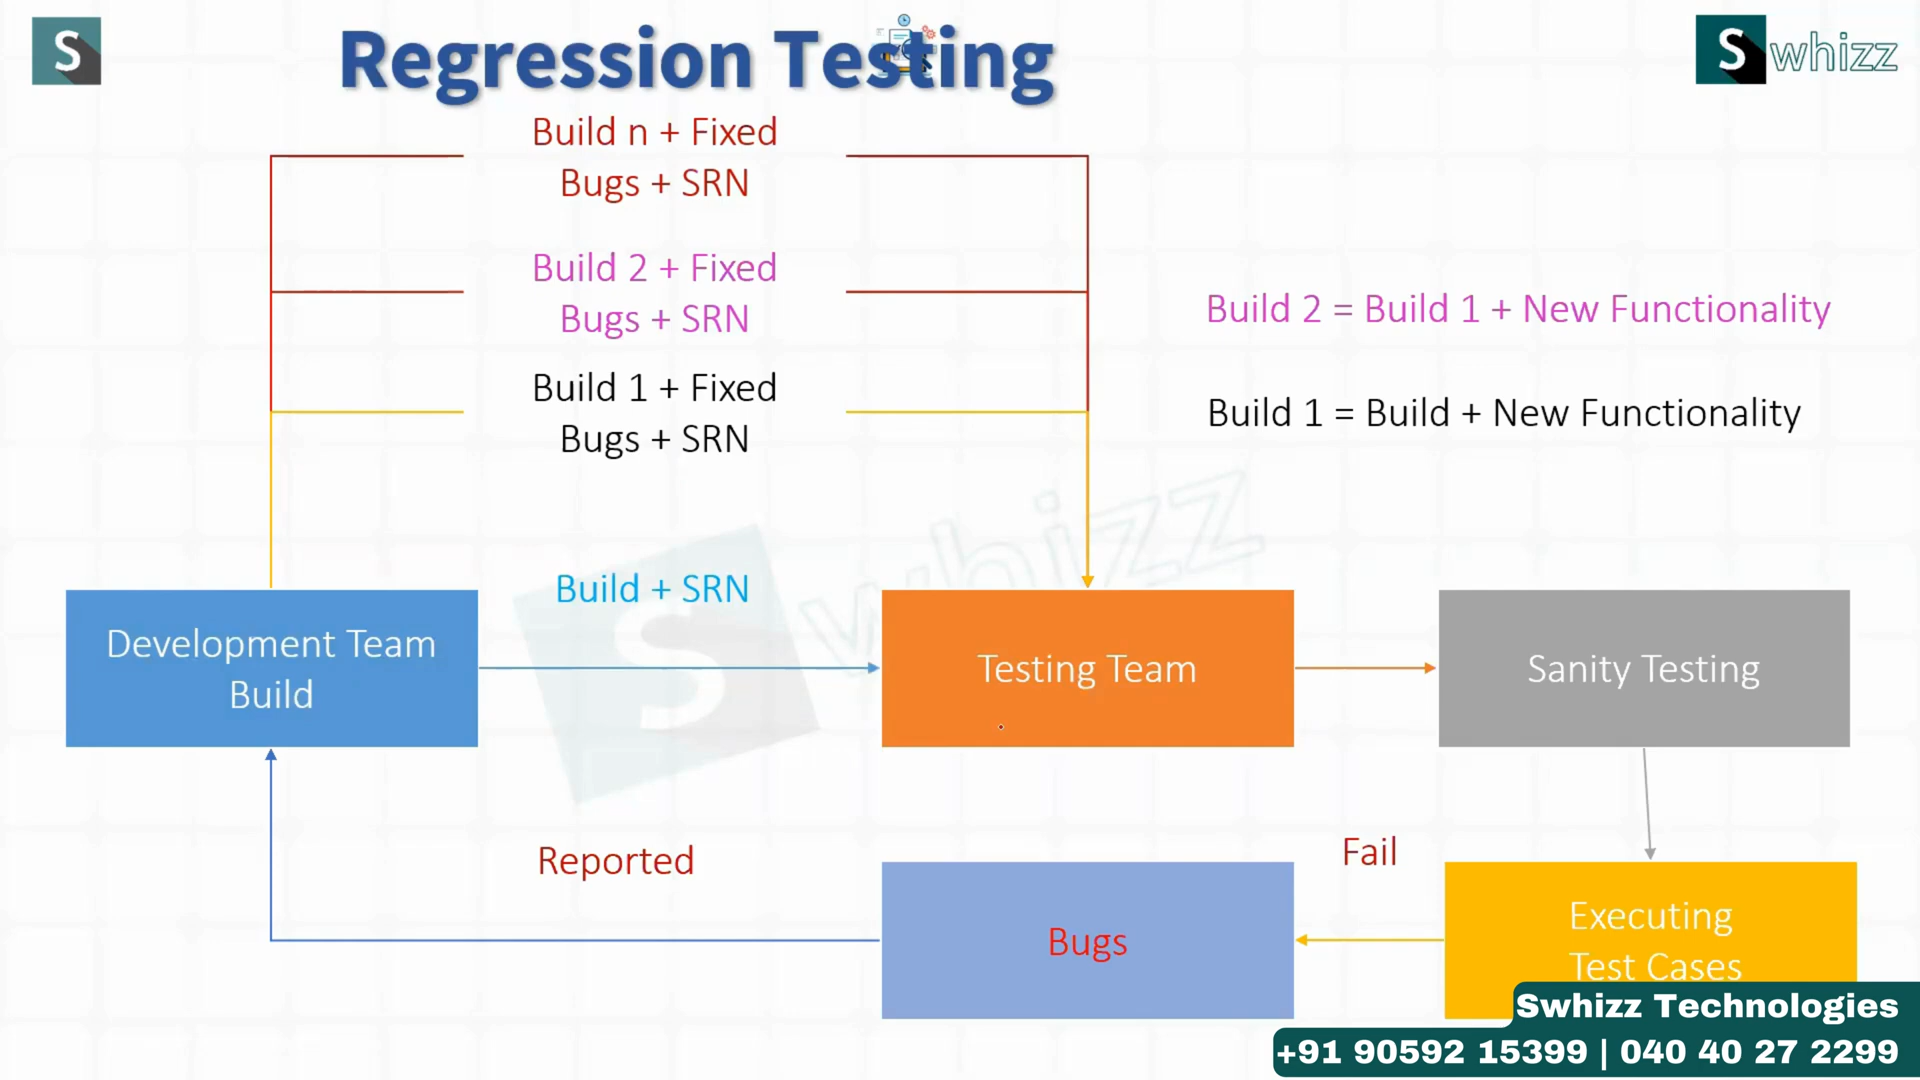 S
Regression Testing
S whizz
Build n + Fixed
Bugs + SRN
Build 2 + Fixed
Bugs + SRN
Build 2 = Build 1 + New Functionality
Build 1 + Fixed
Bugs + SRN
Build 1 = Build + New Functionality
S whizz
Build + SRN
Development Team
Build
Testing Team
Sanity Testing
Reported
Fail
Bugs
Executing
Test Cases
Swhizz Technologies
+91 90592 15399 | 040 40 27 2299